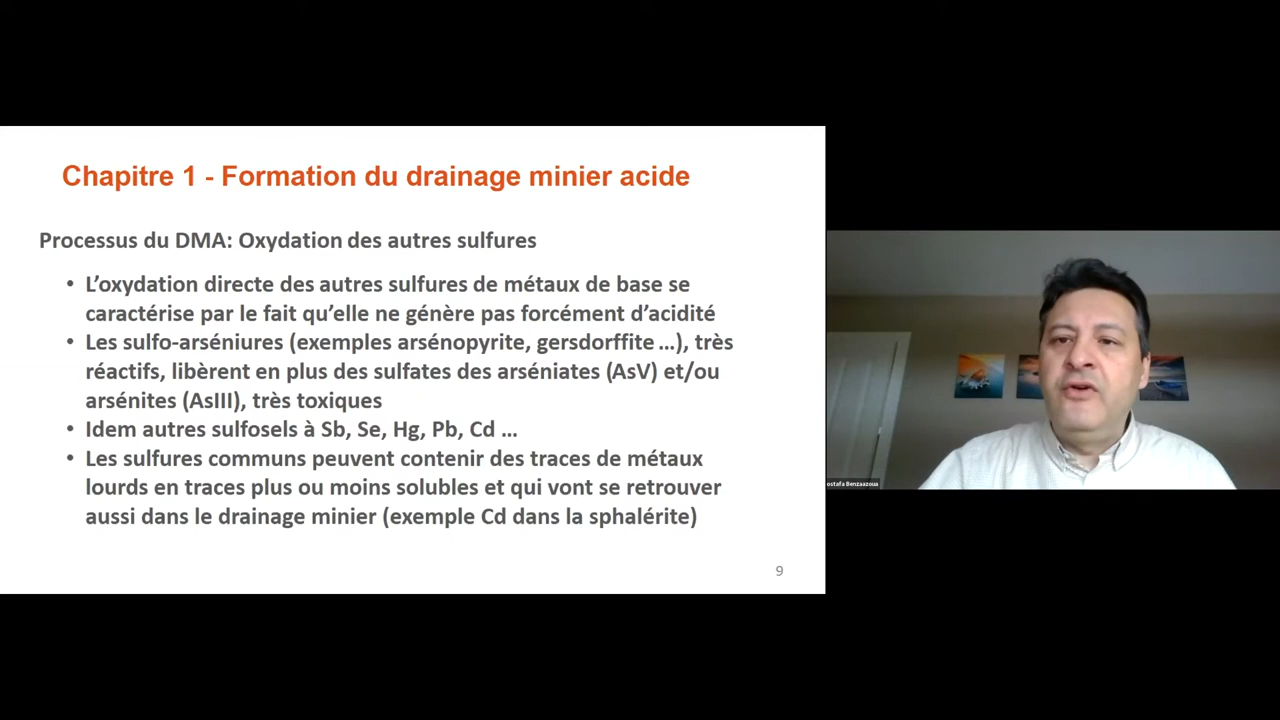 Chapitre 1 - Formation du drainage minier acide
Processus du DMA: Oxydation des autres sulfures
• L’oxydation directe des autres sulfures de métaux de base se
caractérise par le fait qu’elle ne génère pas forcément d’acidité
• Les sulfo-arséniures (exemples arsénopyrite, gersdorffite …), très
réactifs, libèrent en plus des sulfates des arséniates (AsV) et/ou
arsénites (AsIII), très toxiques
• Idem autres sulfosels à Sb, Se, Hg, Pb, Cd …
• Les sulfures communs peuvent contenir des traces de métaux
lourds en traces plus ou moins solubles et qui vont se retrouver
aussi dans le drainage minier (exemple Cd dans la sphalérite)
9
ostafa Benzaazoua